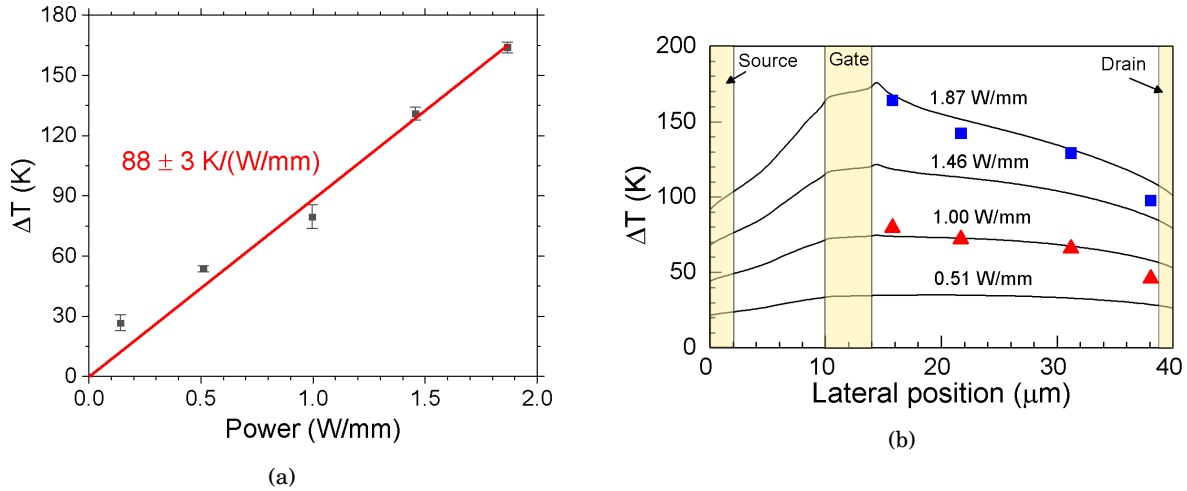 180
150
120
90
60
30
0
0.0 0.5 1.0 1.5 2.0
ΔT (K)
Power (W/mm)
88 ± 3 K/(W/mm)
(a)
200
150
100
50
0
0 10 20 30 40
ΔT (K)
Lateral position (μm)
Source
Gate
Drain
1.87 W/mm
1.46 W/mm
1.00 W/mm
0.51 W/mm
(b)